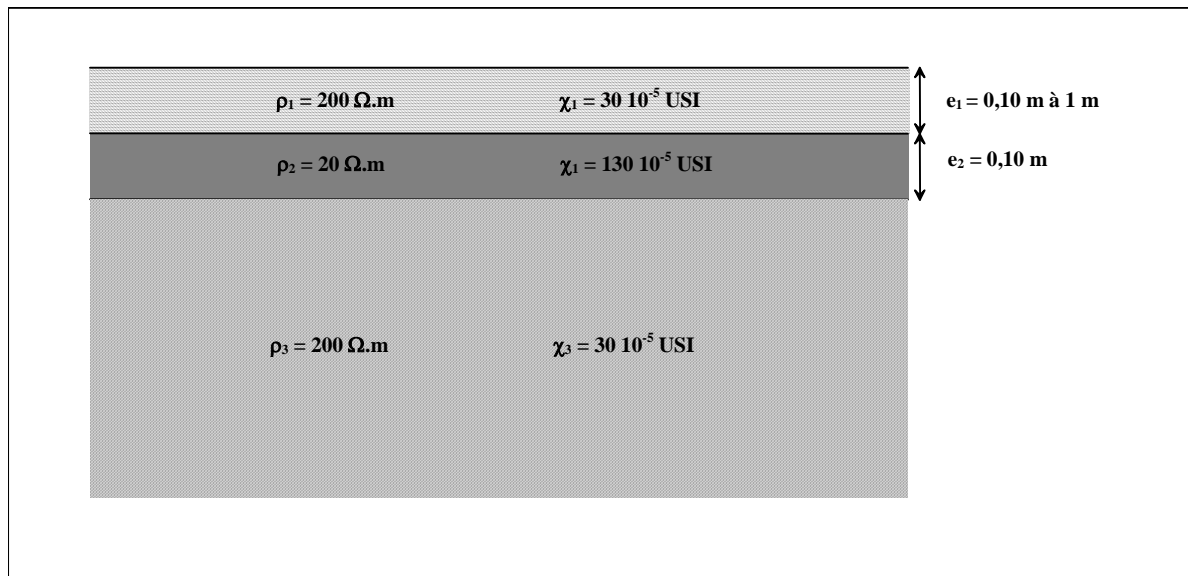 ρ₁ = 200 Ω.m χ₁ = 30 10⁻⁵ USI e₁ = 0,10 m à 1 m
ρ₂ = 20 Ω.m χ₁ = 130 10⁻⁵ USI e₂ = 0,10 m
ρ₃ = 200 Ω.m χ₃ = 30 10⁻⁵ USI